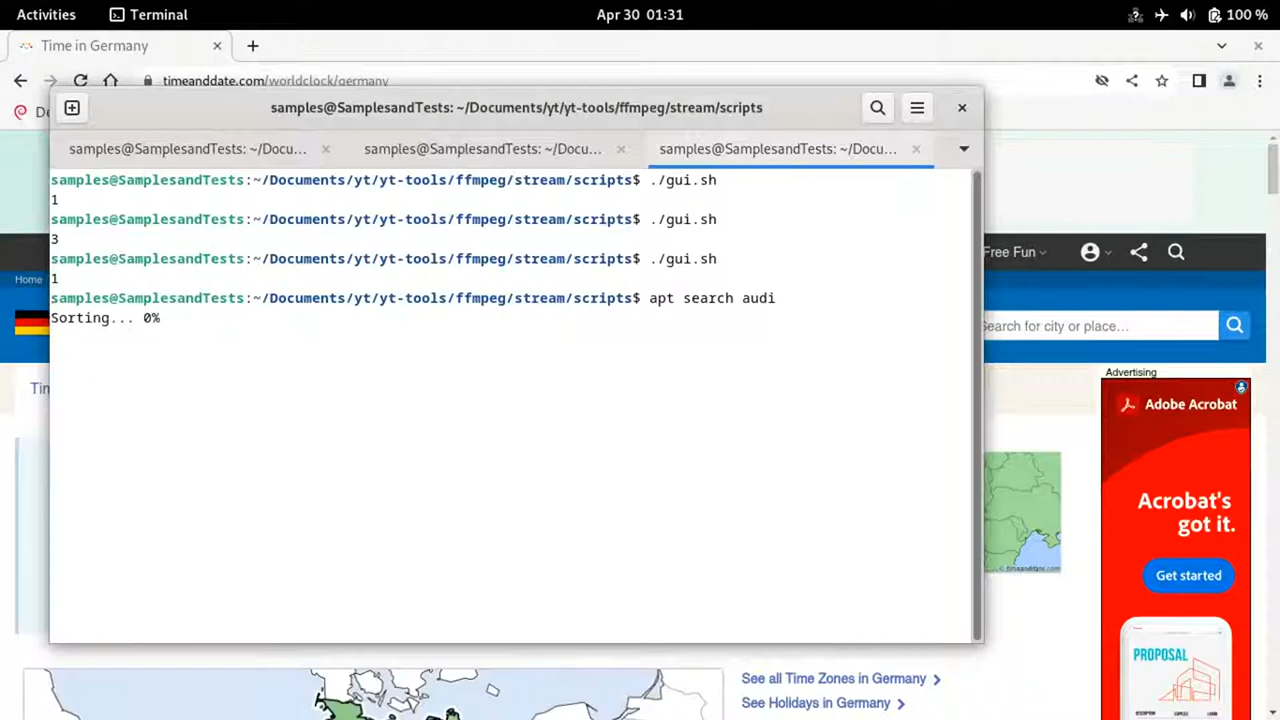 Activities
Terminal
Apr 30 01:31
100 %
Time in Germany
timeanddate.com/worldclock/germany
samples@SamplesandTests: ~/Documents/yt/yt-tools/ffmpeg/stream/scripts
samples@SamplesandTests: ~/Docu...
samples@SamplesandTests: ~/Docu...
samples@SamplesandTests: ~/Docu...
samples@SamplesandTests:~/Documents/yt/yt-tools/ffmpeg/stream/scripts$ ./gui.sh
1
samples@SamplesandTests:~/Documents/yt/yt-tools/ffmpeg/stream/scripts$ ./gui.sh
3
samples@SamplesandTests:~/Documents/yt/yt-tools/ffmpeg/stream/scripts$ ./gui.sh
1
samples@SamplesandTests:~/Documents/yt/yt-tools/ffmpeg/stream/scripts$ apt search audi
Sorting... 0%
De
Free Fun
Home
Search for city or place...
Tim
Advertising
Adobe Acrobat
Acrobat's
got it.
Get started
PROPOSAL
© timeanddate.com
See all Time Zones in Germany
See Holidays in Germany